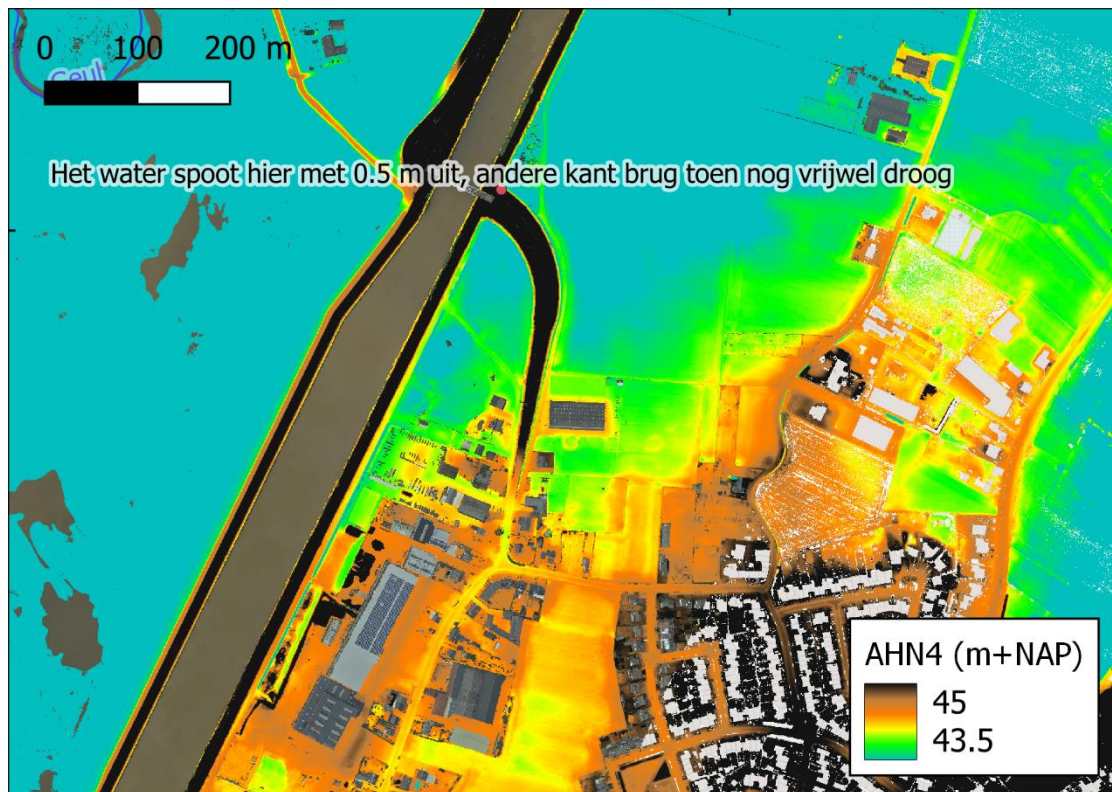 0 100 200 m
Geul
Het water spoot hier met 0.5 m uit, andere kant brug toen nog vrijwel droog
AHN4 (m+NAP)
45
43.5